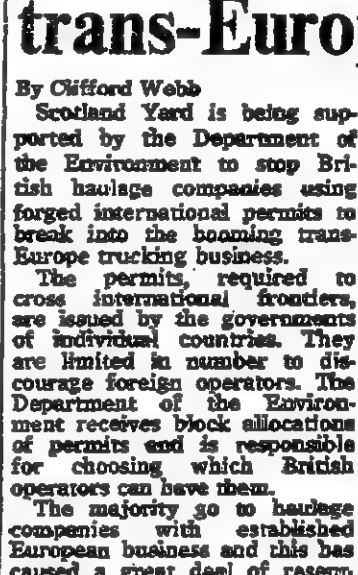 trans-Euro
By Clifford Webb
Scotland Yard is being sup-
ported by the Department of
the Environment to stop Bri-
tish haulage companies using
forged international permits to
break into the booming trans-
Europe trucking business.
The permits, required to
cross international frontiers,
are issued by the governments
of individual countries. They
are limited in number to dis-
courage foreign operators. The
Department of the Environ-
ment receives block allocations
of permits and is responsible
for choosing which British
operators can have them.
The majority go to haulage
companies with established
European business and this has
caused a great deal of resent-